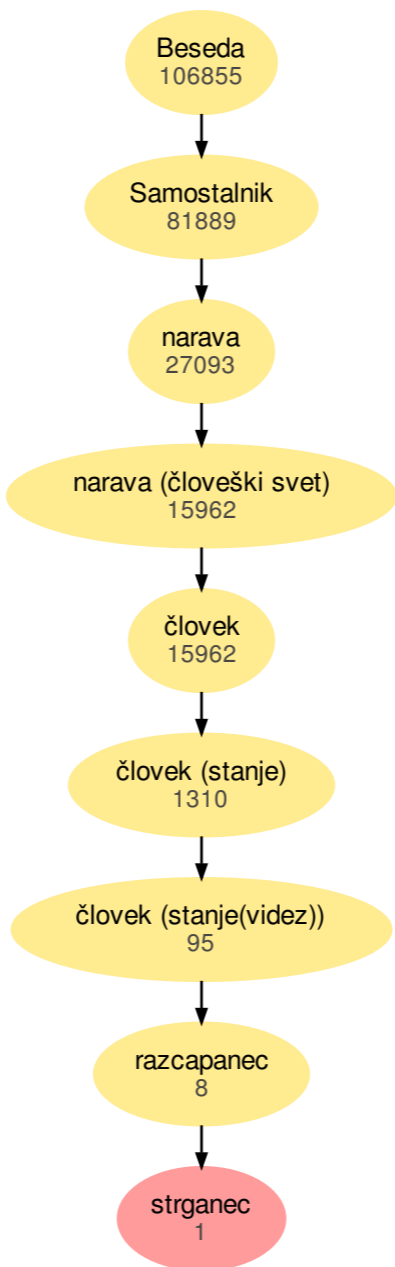 Beseda
106855
Samostalnik
81889
narava
27093
narava (človeški svet)
15962
človek
15962
človek (stanje)
1310
človek (stanje(videz))
95
razcapanec
8
strganec
1